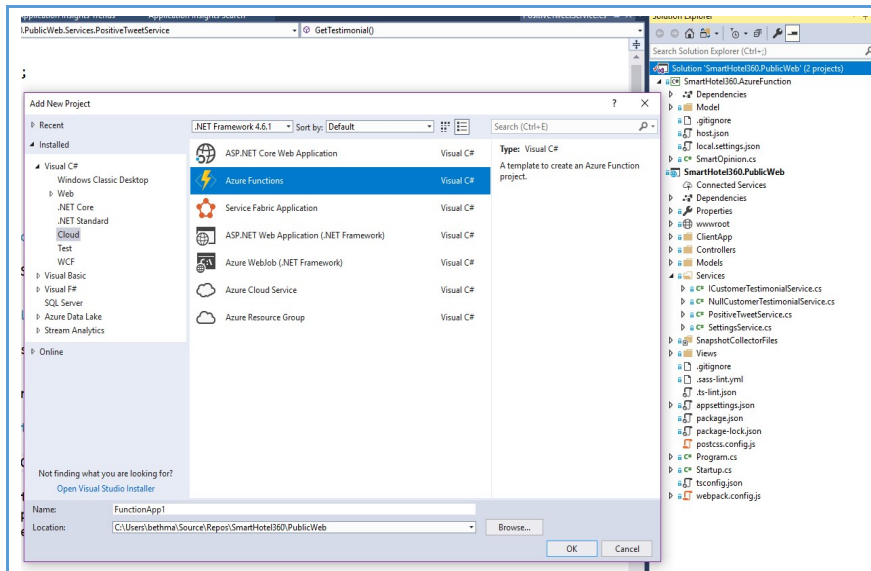 Application Insights Trends Application Insights Search PositiveTweetService.cs
.PublicWeb.Services.PositiveTweetService GetTestimonial()
;
Add New Project ? ×
Recent
Installed
Visual C#
Windows Classic Desktop
Web
.NET Core
.NET Standard
Cloud
Test
WCF
Visual Basic
Visual F#
SQL Server
Azure Data Lake
Stream Analytics
Online
Not finding what you are looking for?
Open Visual Studio Installer
.NET Framework 4.6.1 Sort by: Default
ASP.NET Core Web Application Visual C#
Azure Functions Visual C#
Service Fabric Application Visual C#
ASP.NET Web Application (.NET Framework) Visual C#
Azure WebJob (.NET Framework) Visual C#
Azure Cloud Service Visual C#
Azure Resource Group Visual C#
Search (Ctrl+E)
Type: Visual C#
A template to create an Azure Function
project.
Name: FunctionApp1
Location: C:\Users\bethma\Source\Repos\SmartHotel360\PublicWeb Browse...
OK Cancel
Solution Explorer
Search Solution Explorer (Ctrl+;)
Solution 'SmartHotel360.PublicWeb' (2 projects)
SmartHotel360.AzureFunction
Dependencies
Model
.gitignore
host.json
local.settings.json
C# SmartOpinion.cs
SmartHotel360.PublicWeb
Connected Services
Dependencies
Properties
wwwroot
ClientApp
Controllers
Models
Services
C# ICustomerTestimonialService.cs
C# NullCustomerTestimonialService.cs
C# PositiveTweetService.cs
C# SettingsService.cs
SnapshotCollectorFiles
Views
.gitignore
.sass-lint.yml
.ts-lint.json
appsettings.json
package.json
package-lock.json
postcss.config.js
C# Program.cs
C# Startup.cs
tsconfig.json
webpack.config.js